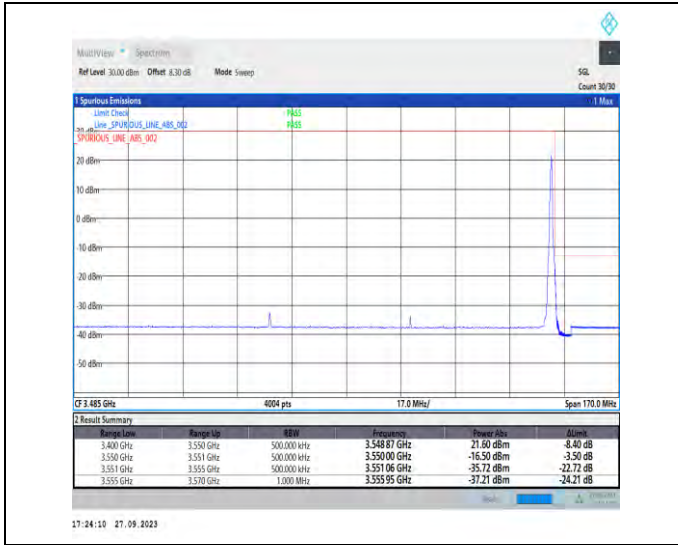 MultiView Spectrum
Ref Level 30.00 dBm Offset 8.30 dB Mode Sweep SGL
Count 30/30
1 Spurious Emissions 1 Max
Limit Check PASS
Line _SPURIOUS_LINE_ABS_002 PASS
30 dBm
_SPURIOUS_LINE_ABS_002
20 dBm
10 dBm
0 dBm
-10 dBm
-20 dBm
-30 dBm
-40 dBm
-50 dBm
CF 3.485 GHz 4004 pts 17.0 MHz/ Span 170.0 MHz
2 Result Summary
Range Low Range Up RBW Frequency Power Abs ΔLimit
3.400 GHz 3.550 GHz 500.000 kHz 3.548 87 GHz 21.60 dBm -8.40 dB
3.550 GHz 3.551 GHz 500.000 kHz 3.550 00 GHz -16.50 dBm -3.50 dB
3.551 GHz 3.555 GHz 500.000 kHz 3.551 06 GHz -35.72 dBm -22.72 dB
3.555 GHz 3.570 GHz 1.000 MHz 3.555 95 GHz -37.21 dBm -24.21 dB
17:24:10 27.09.2023